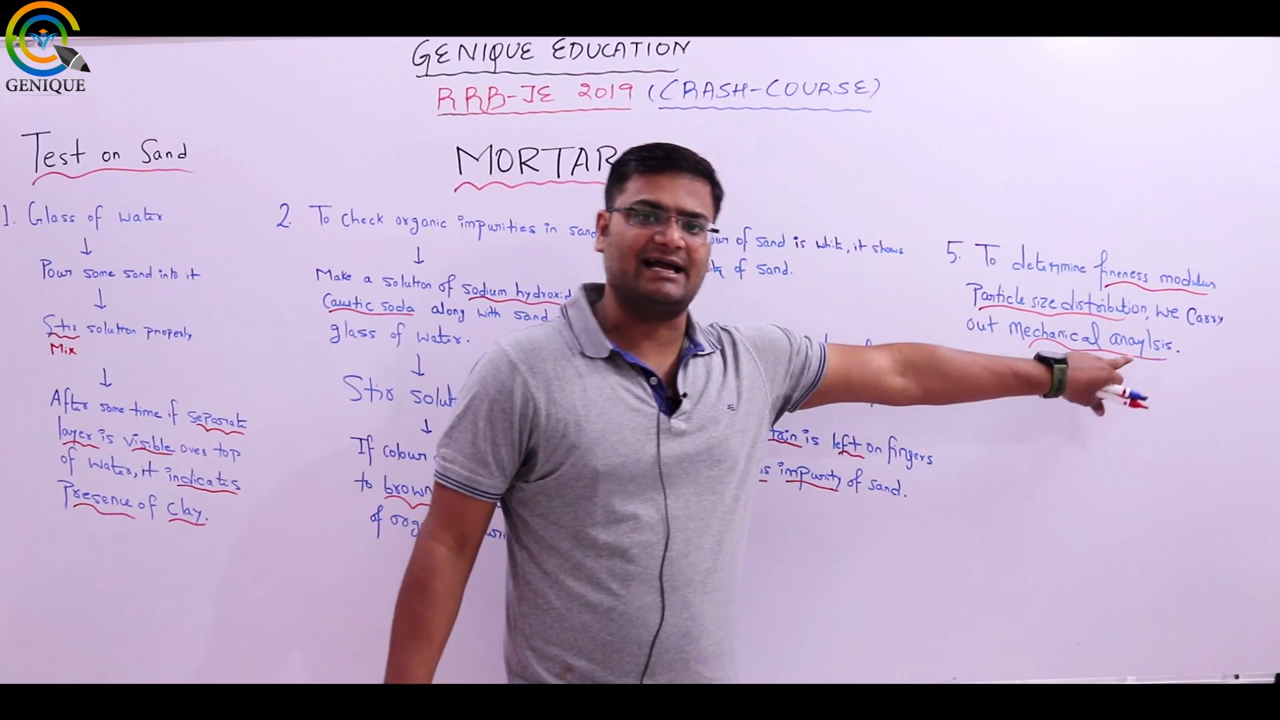 GENIQUE
GENIQUE EDUCATION
RRB-JE 2019 (CRASH-COURSE)
MORTAR
Test on Sand
1. Glass of water
↓
Pour some sand into it
↓
Stir solution properly
Mix
↓
After some time if separate
layer is visible over top
of water, it indicates
Presence of clay.
2. To check organic impurities in sand
↓
Make a solution of sodium hydroxid
Caustic soda along with sand
glass of water.
↓
Stir solut
↓
If colour
to brown
of org
our of sand is white, it shows
of sand.
tain is left on fingers
is impurity of sand.
5. To determine fineness modulus
Particle size distribution, we carry
out Mechanical anaylsis.